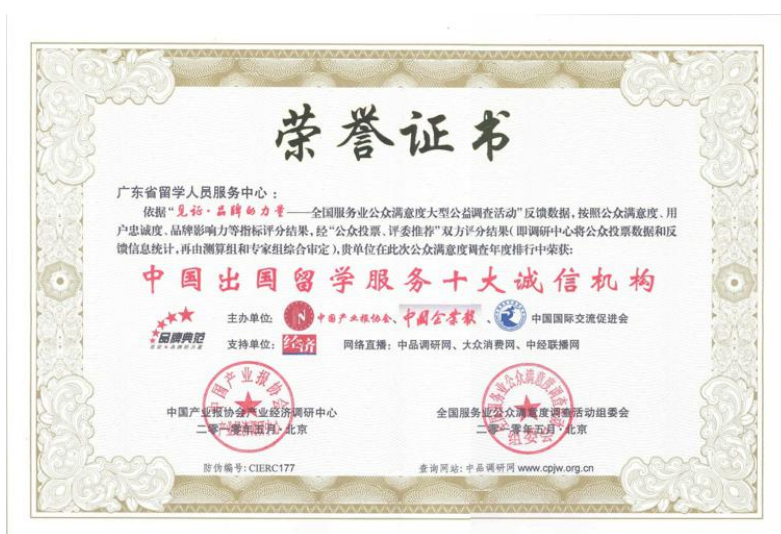 荣誉证书
广东省留学人员服务中心：
依据“见证·品牌的力量——全国服务业公众满意度大型公益调查活动”反馈数据，按照公众满意度、用
户忠诚度、品牌影响力等指标评分结果，经“公众投票、评委推荐”双方评分结果（即调研中心将公众投票数据和反
馈信息统计，再由测算组和专家组综合审定），贵单位在此次公众满意度调查年度排行中荣获：
中国出国留学服务十大诚信机构
品牌典范
主办单位： 中国产业报协会、中国企业报、 中国国际交流促进会
支持单位： 经济 网络直播：中品调研网、大众消费网、中经联播网
中国产业报协会产业经济调研中心
二零一零年五月·北京
全国服务业公众满意度调查活动组委会
二零一零年五月·北京
防伪编号：CIERC177
查询网站：中品调研网 www.cpjw.org.cn